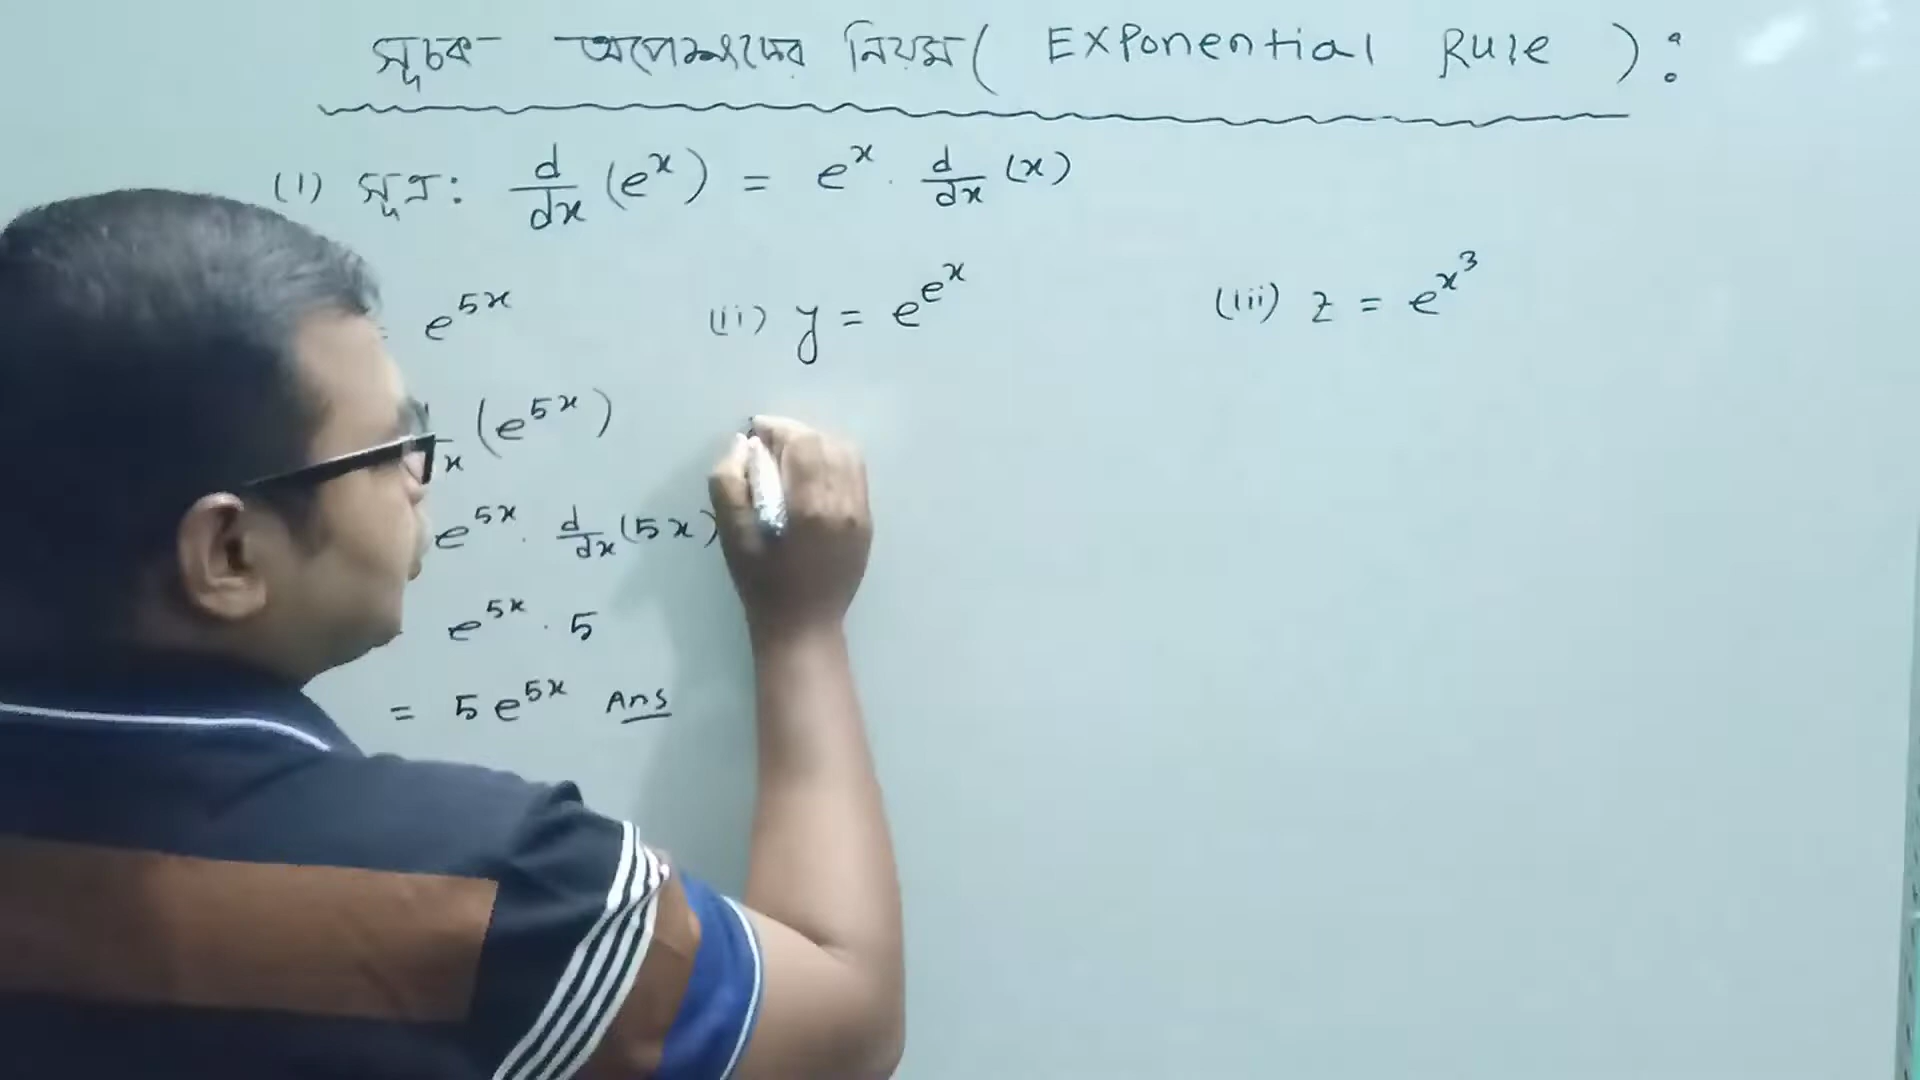 সূচক অপেক্ষকের নিয়ম ( Exponential Rule ) :
(1) সূত্র: d/dx (e^x) = e^x · d/dx (x)
= e^5x
(ii) y = e^e^x
(iii) z = e^x^3
x (e^5x)
e^5x · d/dx (5x)
e^5x · 5
= 5e^5x Ans